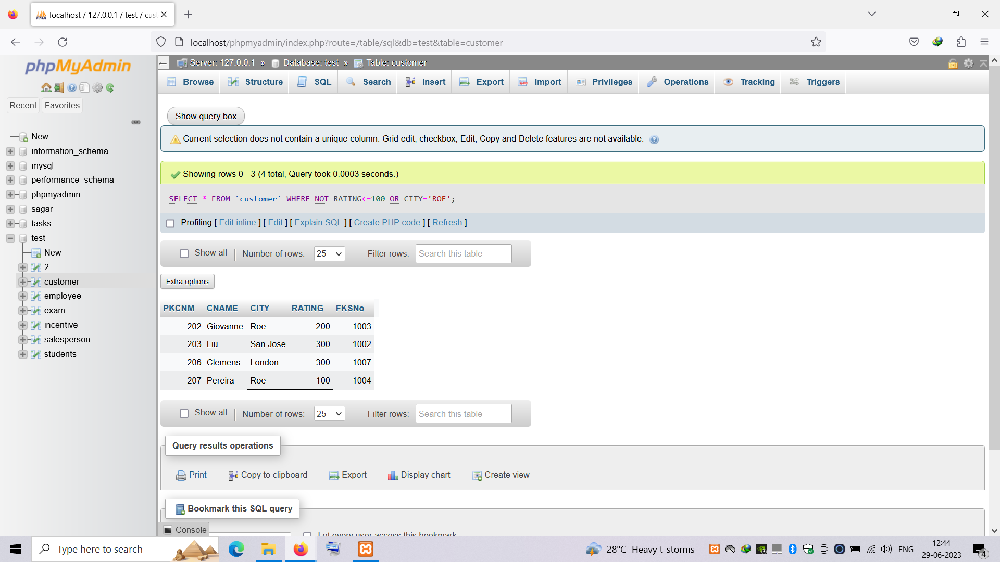 localhost / 127.0.0.1 / test / cust
localhost/phpmyadmin/index.php?route=/table/sql&db=test&table=customer
phpMyAdmin
Recent
Favorites
New
information_schema
mysql
performance_schema
phpmyadmin
sagar
tasks
test
New
2
customer
employee
exam
incentive
salesperson
students
Server: 127.0.0.1 » Database: test » Table: customer
Browse Structure SQL Search Insert Export Import Privileges Operations Tracking Triggers
Show query box
Current selection does not contain a unique column. Grid edit, checkbox, Edit, Copy and Delete features are not available.
Showing rows 0 - 3 (4 total, Query took 0.0003 seconds.)
SELECT * FROM `customer` WHERE NOT RATING<=100 OR CITY='ROE';
Profiling [ Edit inline ] [ Edit ] [ Explain SQL ] [ Create PHP code ] [ Refresh ]
Show all | Number of rows: 25 Filter rows: Search this table
Extra options
PKCNM CNAME CITY RATING FKSNo
202 Giovanne Roe 200 1003
203 Liu San Jose 300 1002
206 Clemens London 300 1007
207 Pereira Roe 100 1004
Show all | Number of rows: 25 Filter rows: Search this table
Query results operations
Print Copy to clipboard Export Display chart Create view
Bookmark this SQL query
Console
Let every user access this bookmark
Type here to search
28°C Heavy t-storms
ENG
12:44
29-06-2023
4